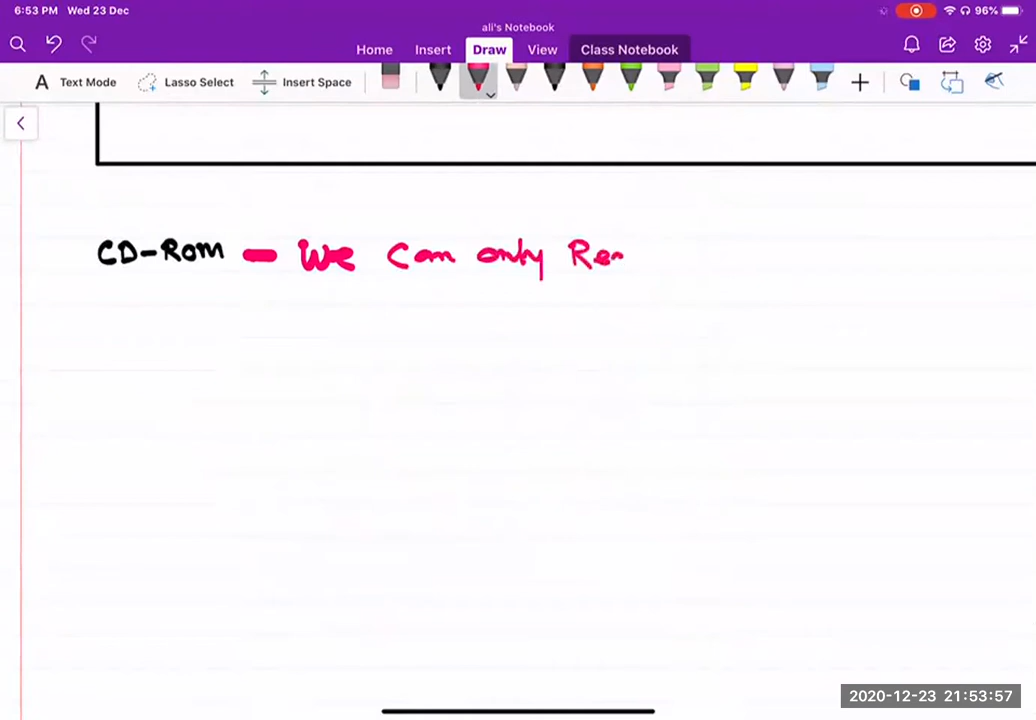 6:53 PM Wed 23 Dec 96%
ali's Notebook
Home Insert Draw View Class Notebook
A Text Mode Lasso Select Insert Space
CD-Rom - We Can only Rea
2020-12-23 21:53:57